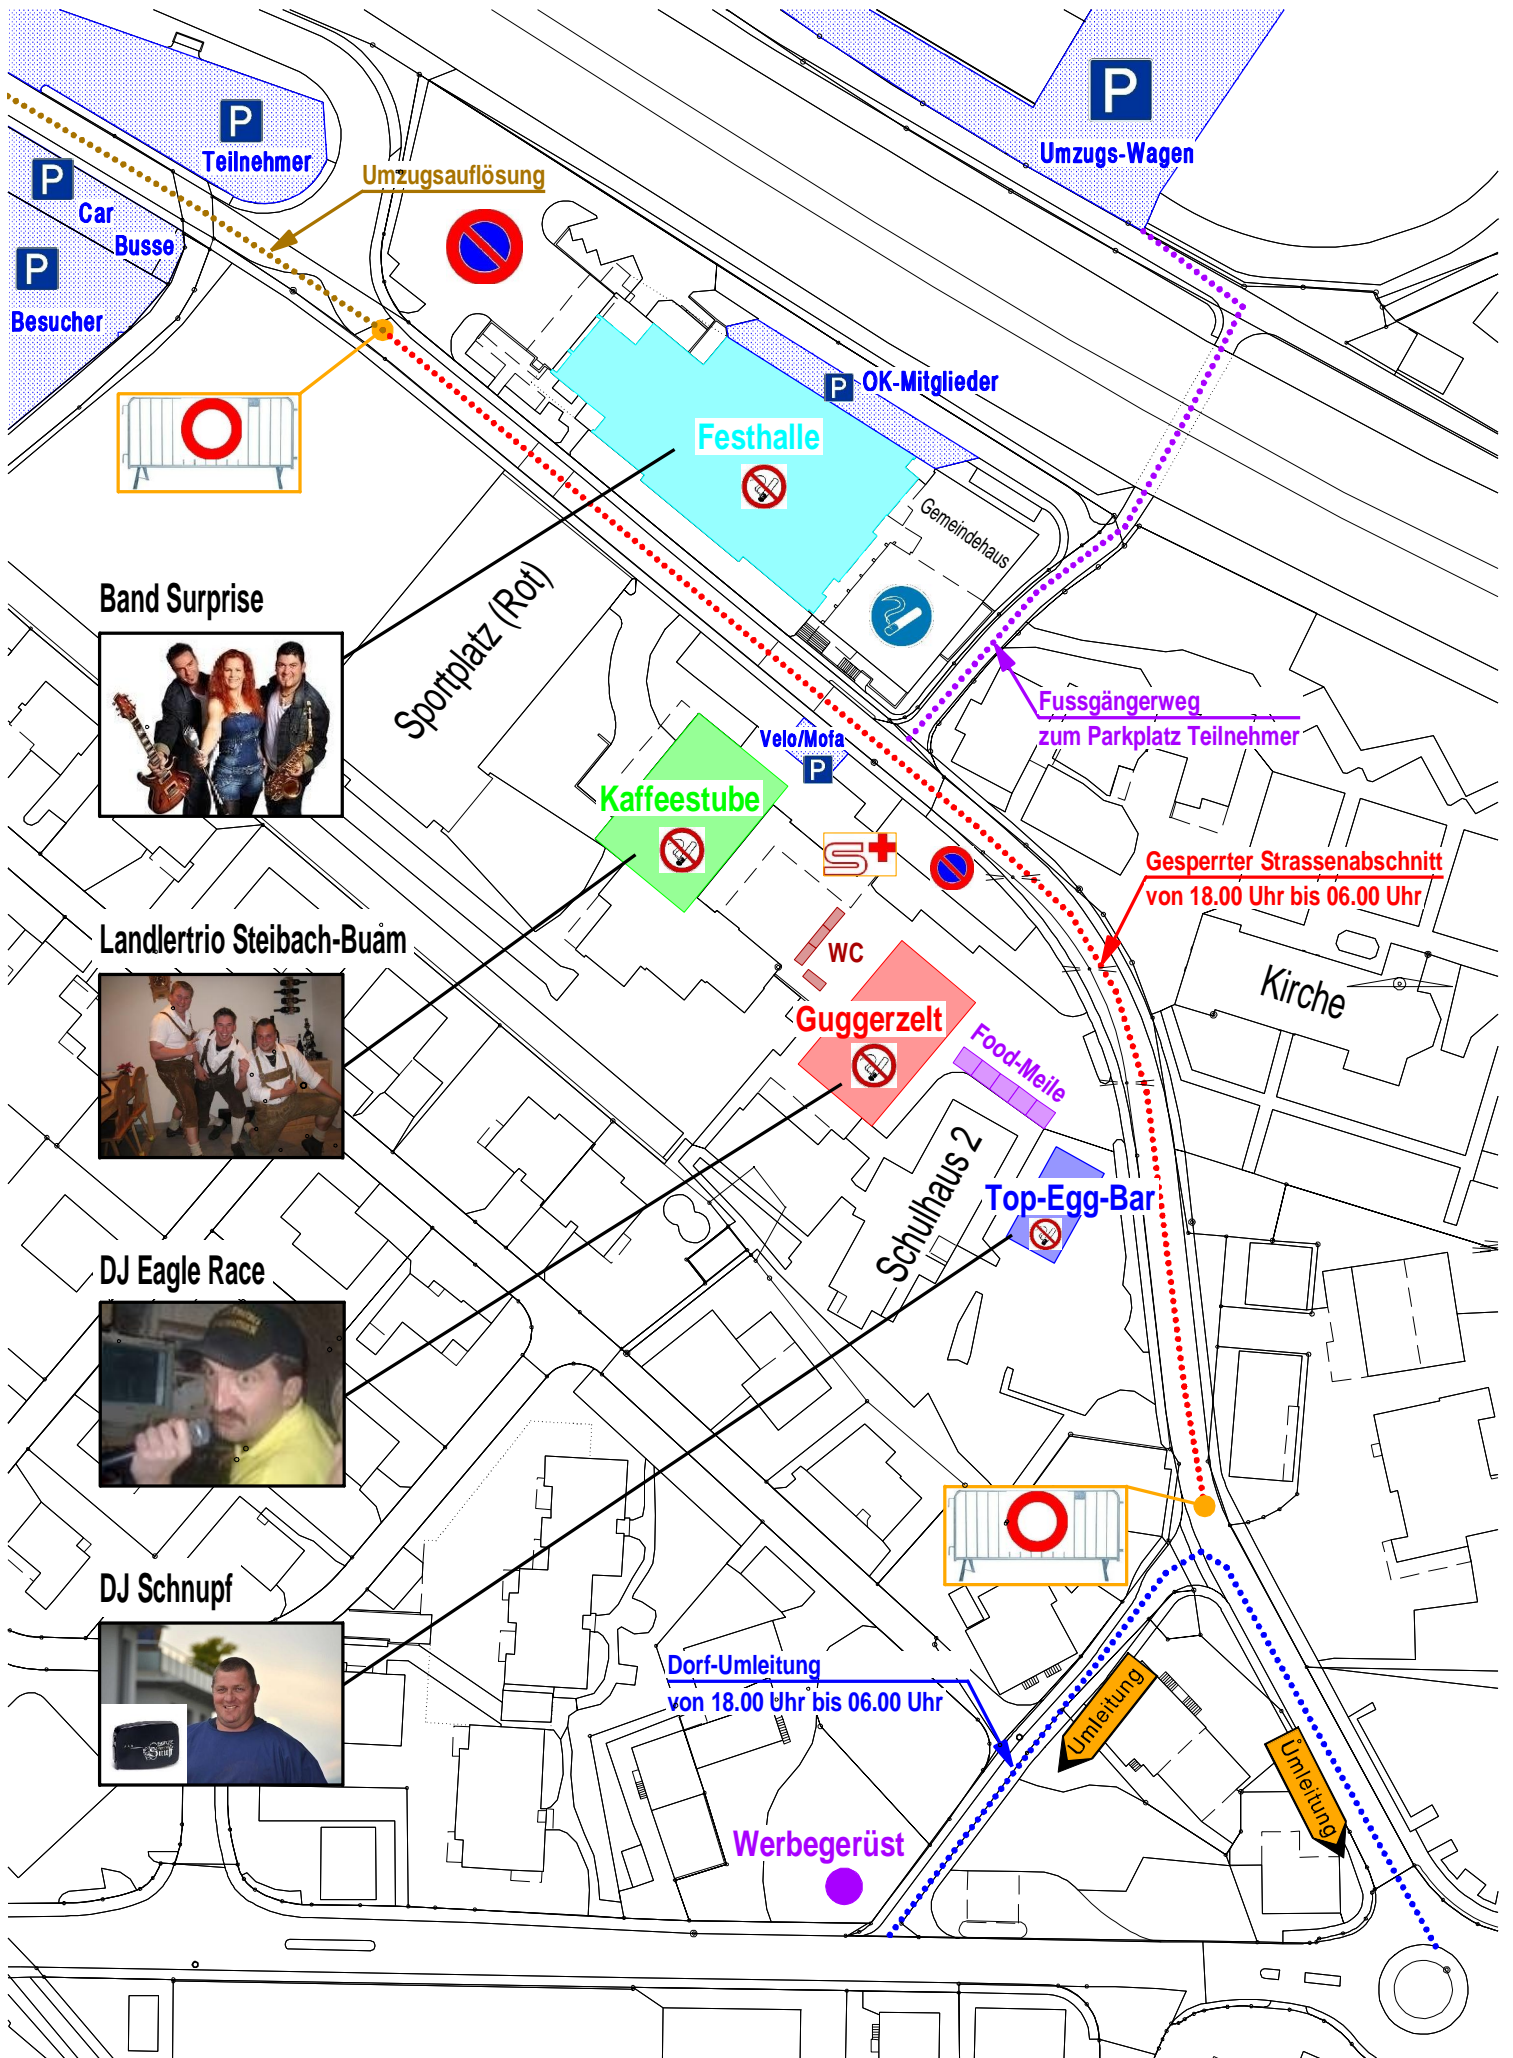 P
Umzugs-Wagen
P
Teilnehmer
P
Car
Busse
P
Besucher
Umzugsauflösung
P OK-Mitglieder
Festhalle
Gemeindehaus
Band Surprise
Sportplatz (Rot)
Fussgängerweg
zum Parkplatz Teilnehmer
Velo/Mofa
P
Kaffeestube
Gesperrter Strassenabschnitt
von 18.00 Uhr bis 06.00 Uhr
Landlertrio Steibach-Buam
WC
Kirche
Guggerzelt
Food-Meile
Schulhaus 2
Top-Egg-Bar
DJ Eagle Race
DJ Schnupf
Dorf-Umleitung
von 18.00 Uhr bis 06.00 Uhr
Umleitung
Umleitung
Werbegerüst